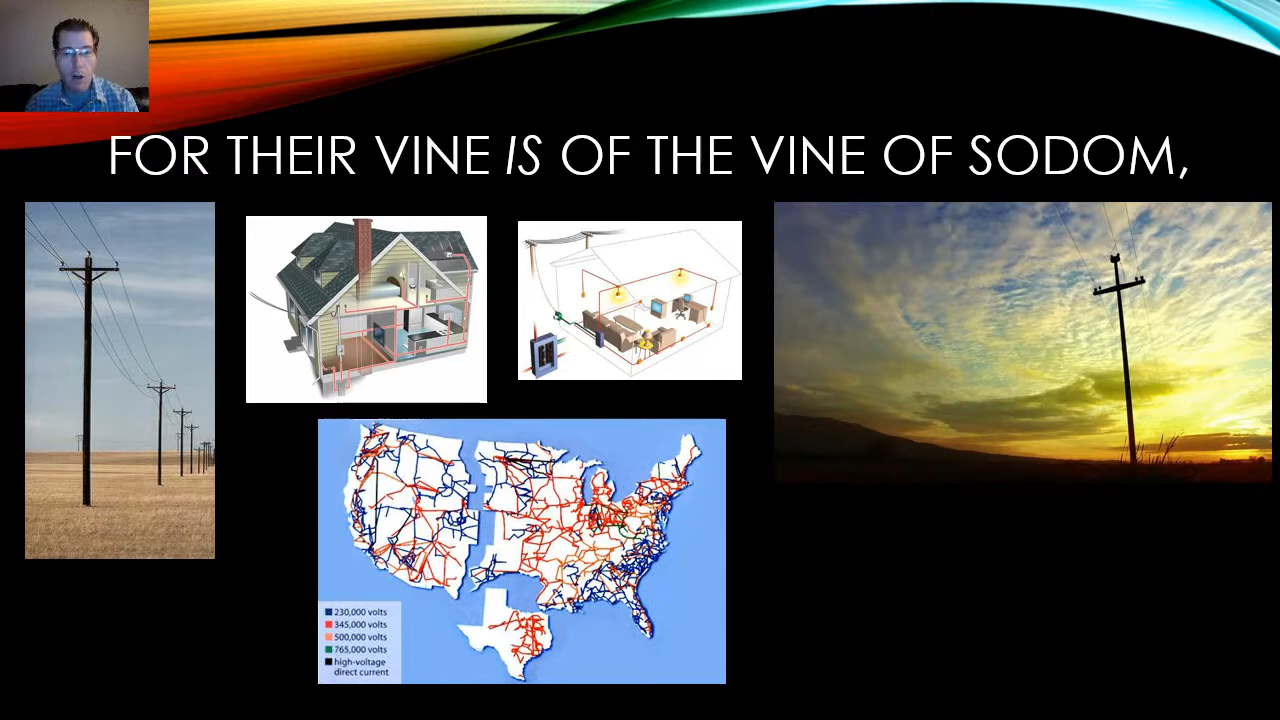 FOR THEIR VINE IS OF THE VINE OF SODOM,
230,000 volts
345,000 volts
500,000 volts
765,000 volts
high-voltage
direct current